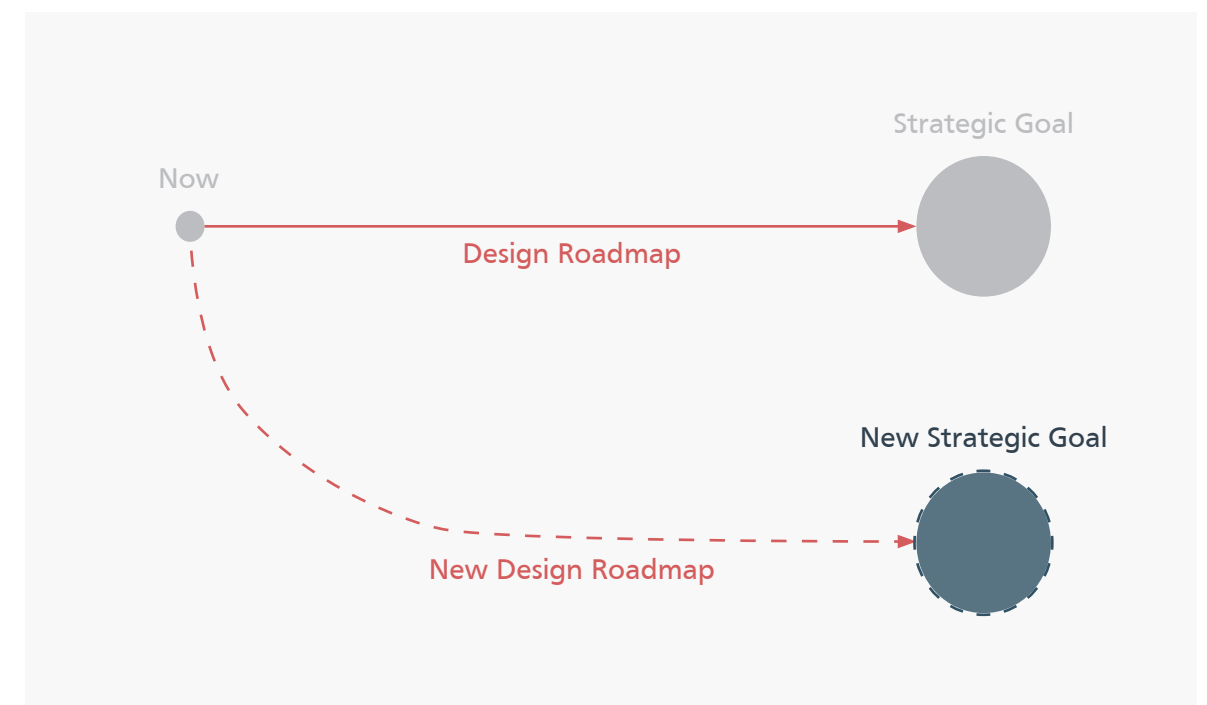 Strategic Goal
Now
Design Roadmap
New Strategic Goal
New Design Roadmap